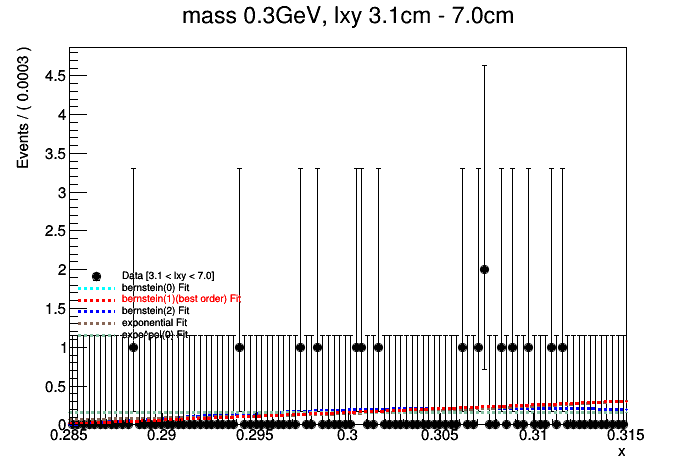 mass 0.3GeV, lxy 3.1cm - 7.0cm
Events / ( 0.0003 )
4.5
4
3.5
3
2.5
2
1.5
1
0.5
0
Data [3.1 < lxy < 7.0]
bernstein(0) Fit
bernstein(1)(best order) Fit
bernstein(2) Fit
exponential Fit
expo*pol(0) Fit
0.285 0.29 0.295 0.3 0.305 0.31 0.315
x